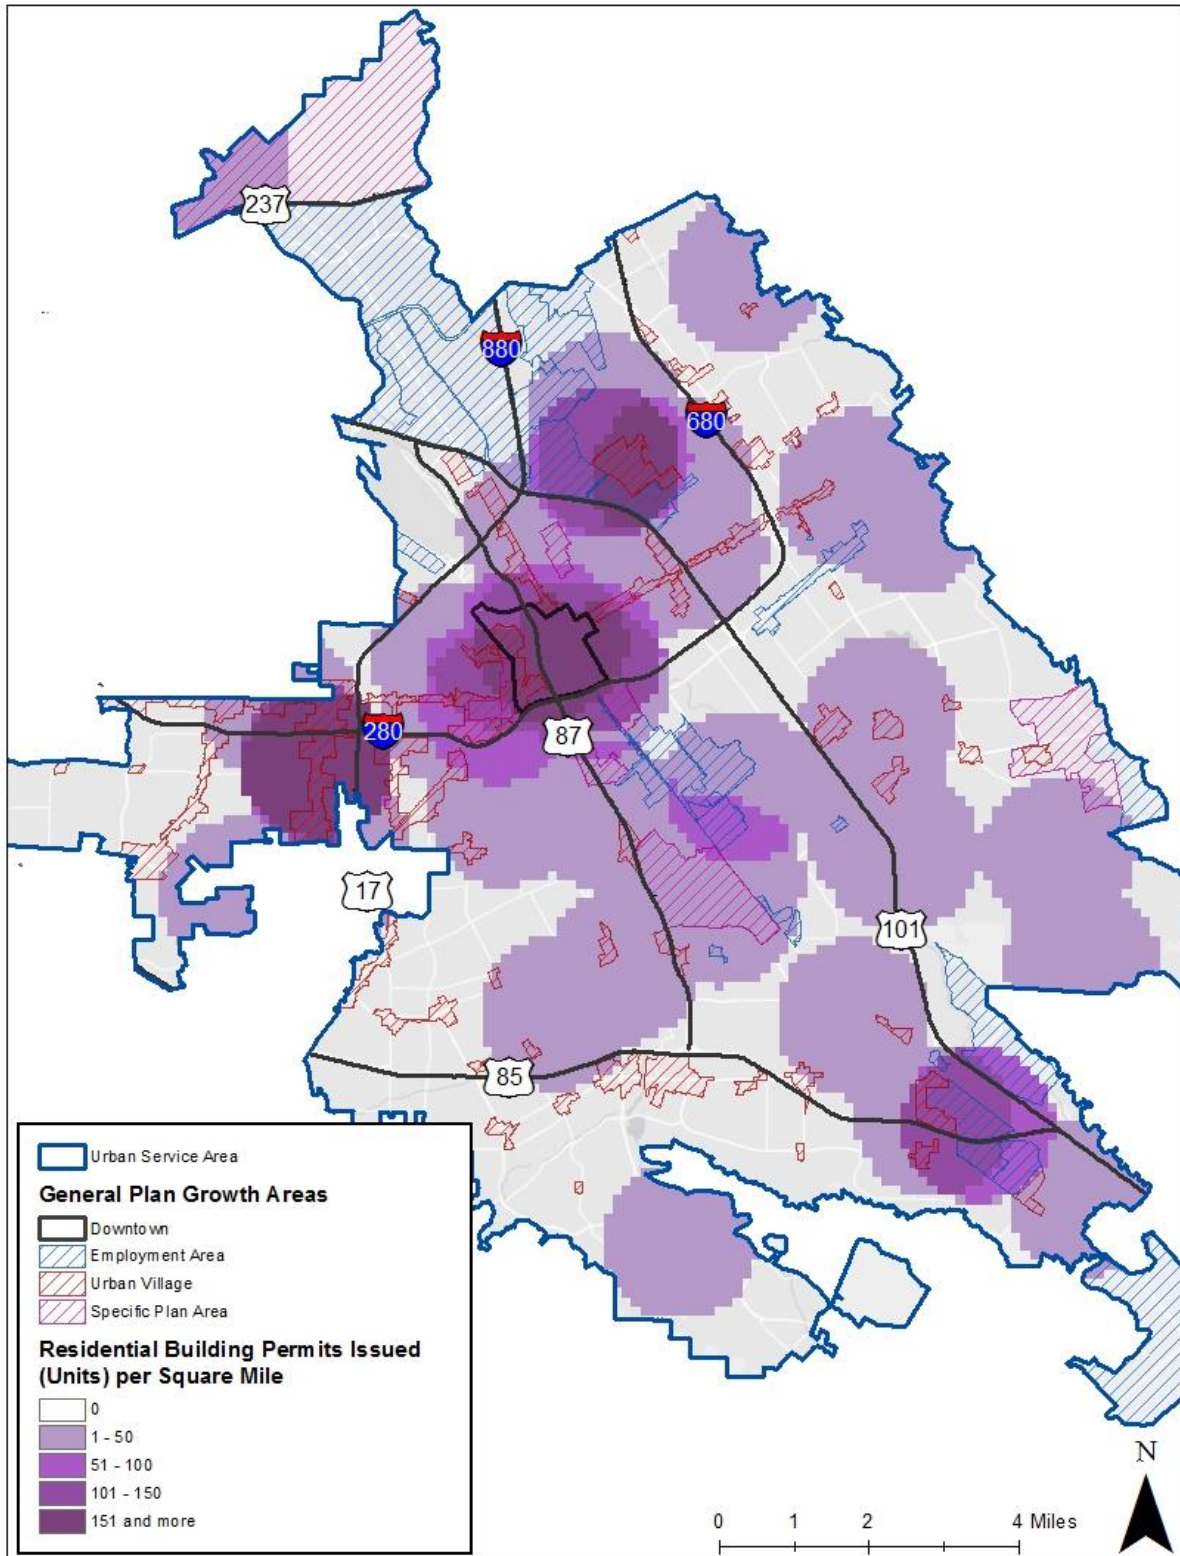 237
880
680
280
87
17
101
85
Urban Service Area
General Plan Growth Areas
Downtown
Employment Area
Urban Village
Specific Plan Area
Residential Building Permits Issued
(Units) per Square Mile
0
1 - 50
51 - 100
101 - 150
151 and more
N
0 1 2 4 Miles